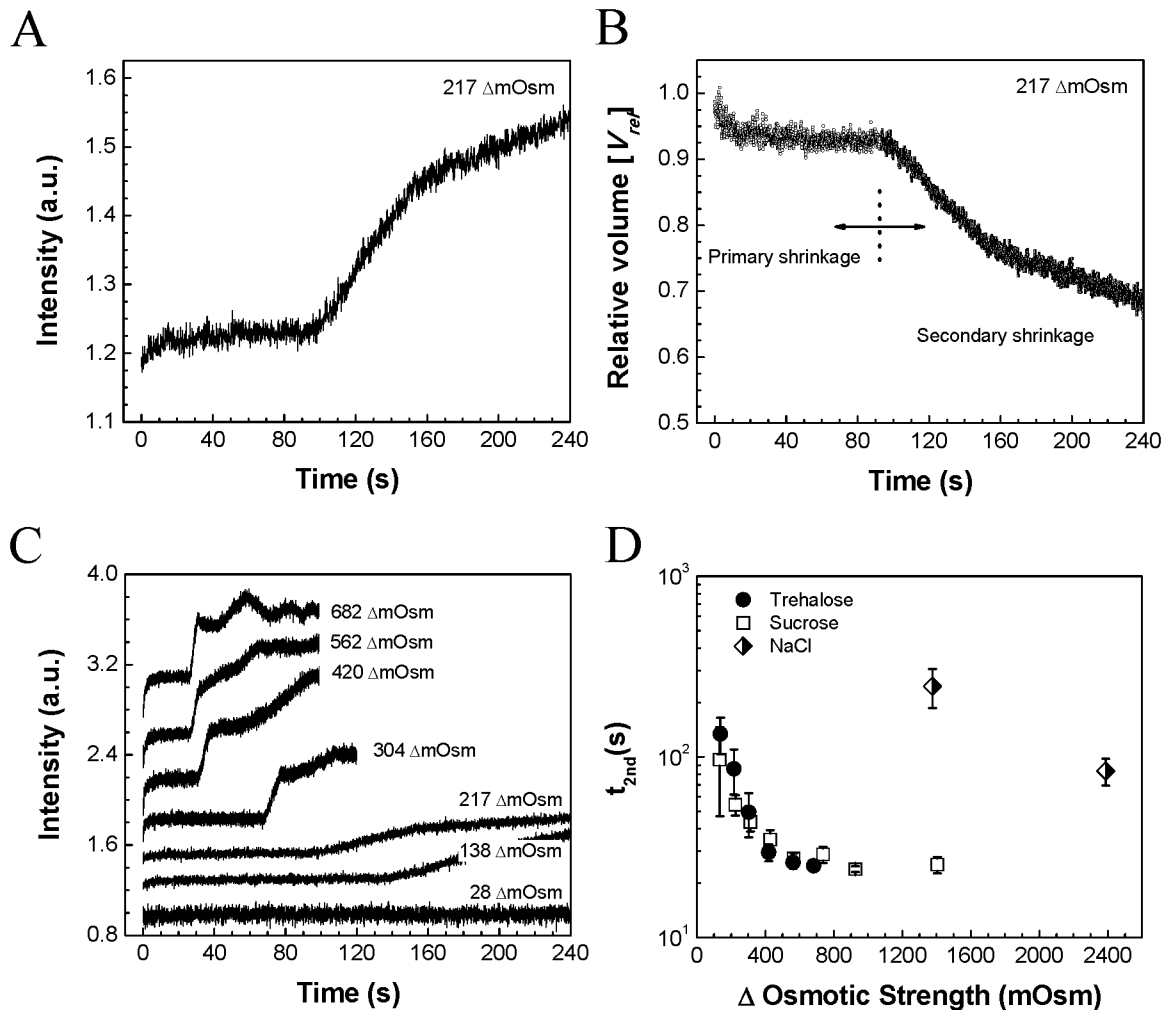 A
217 ΔmOsm
1.6
1.5
1.4
1.3
1.2
1.1
Intensity (a.u.)
0 40 80 120 160 200 240
Time (s)
B
217 ΔmOsm
1.0
0.9
0.8
0.7
0.6
0.5
Relative volume [V_rel]
Primary shrinkage
Secondary shrinkage
0 40 80 120 160 200 240
Time (s)
C
4.0
3.2
2.4
1.6
0.8
Intensity (a.u.)
682 ΔmOsm
562 ΔmOsm
420 ΔmOsm
304 ΔmOsm
217 ΔmOsm
138 ΔmOsm
28 ΔmOsm
0 40 80 120 160 200 240
Time (s)
D
10³
10²
10¹
t_2nd(s)
Trehalose
Sucrose
NaCl
0 400 800 1200 1600 2000 2400
Δ Osmotic Strength (mOsm)